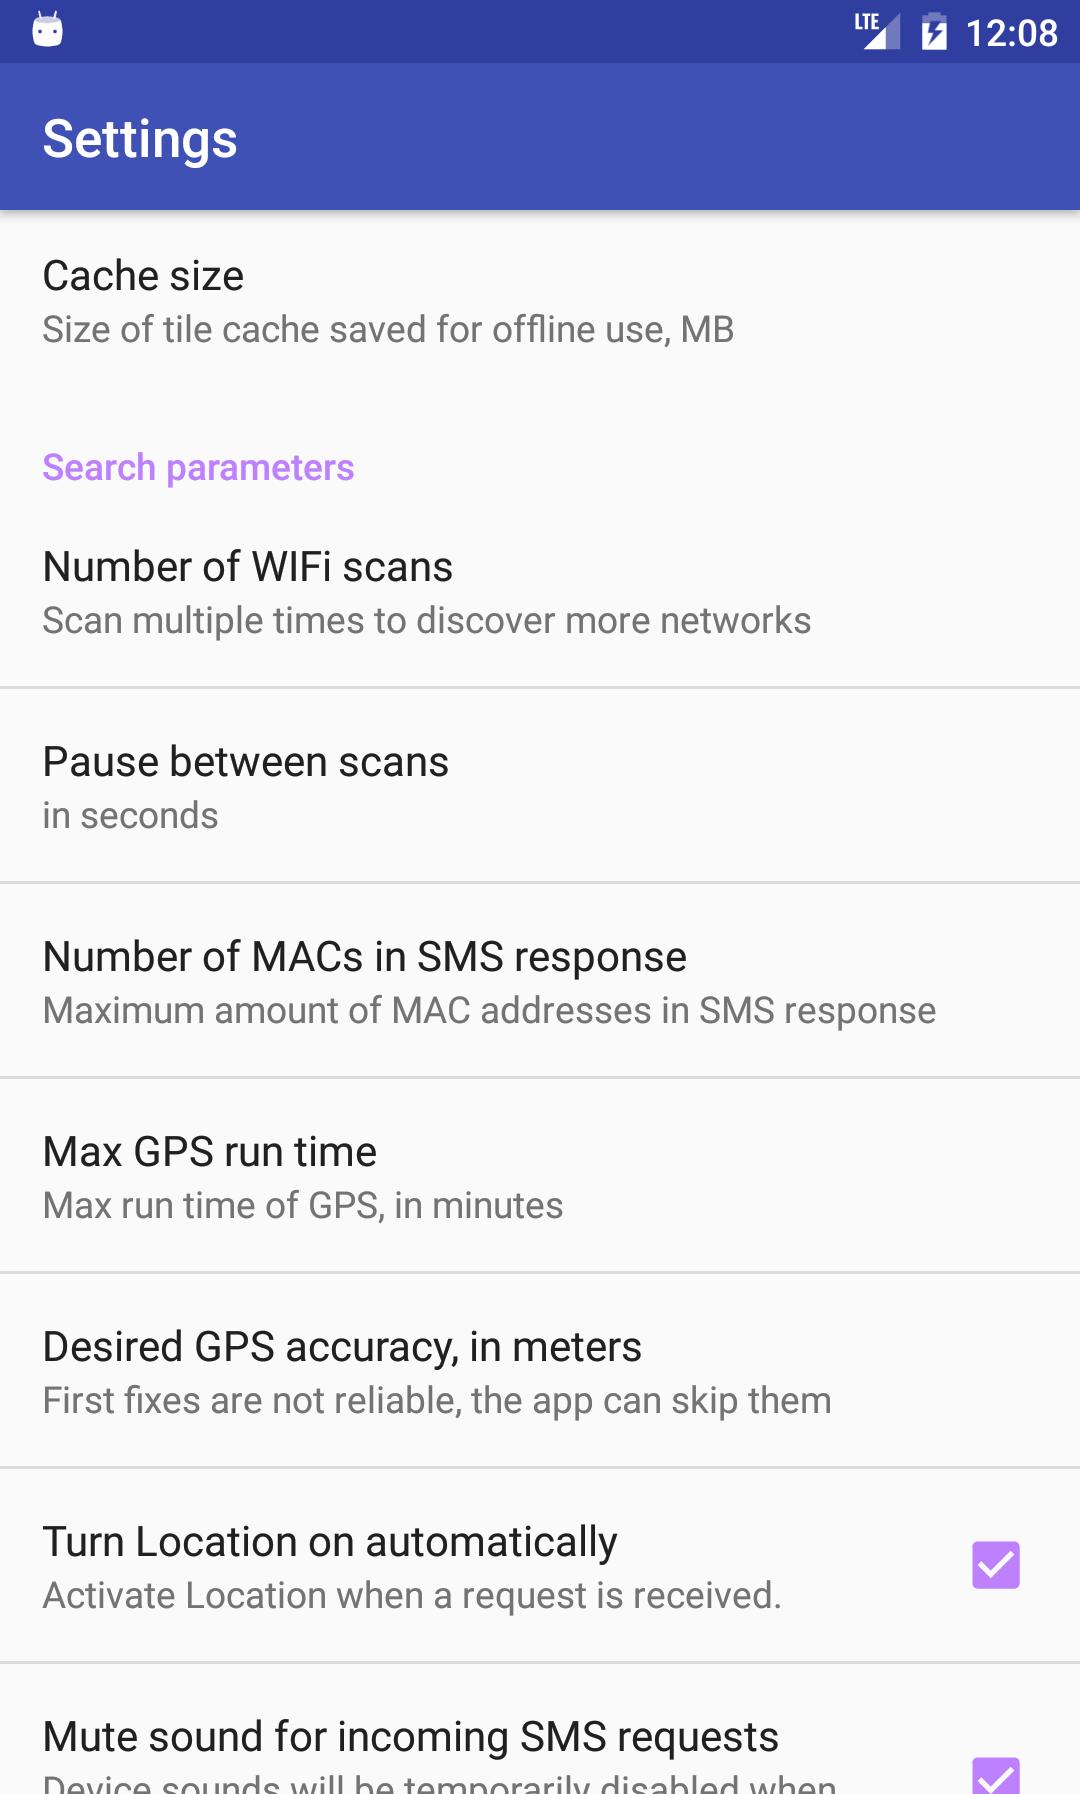 LTE 12:08
Settings
Cache size
Size of tile cache saved for offline use, MB
Search parameters
Number of WIFi scans
Scan multiple times to discover more networks
Pause between scans
in seconds
Number of MACs in SMS response
Maximum amount of MAC addresses in SMS response
Max GPS run time
Max run time of GPS, in minutes
Desired GPS accuracy, in meters
First fixes are not reliable, the app can skip them
Turn Location on automatically
Activate Location when a request is received.
Mute sound for incoming SMS requests
Device sounds will be temporarily disabled when